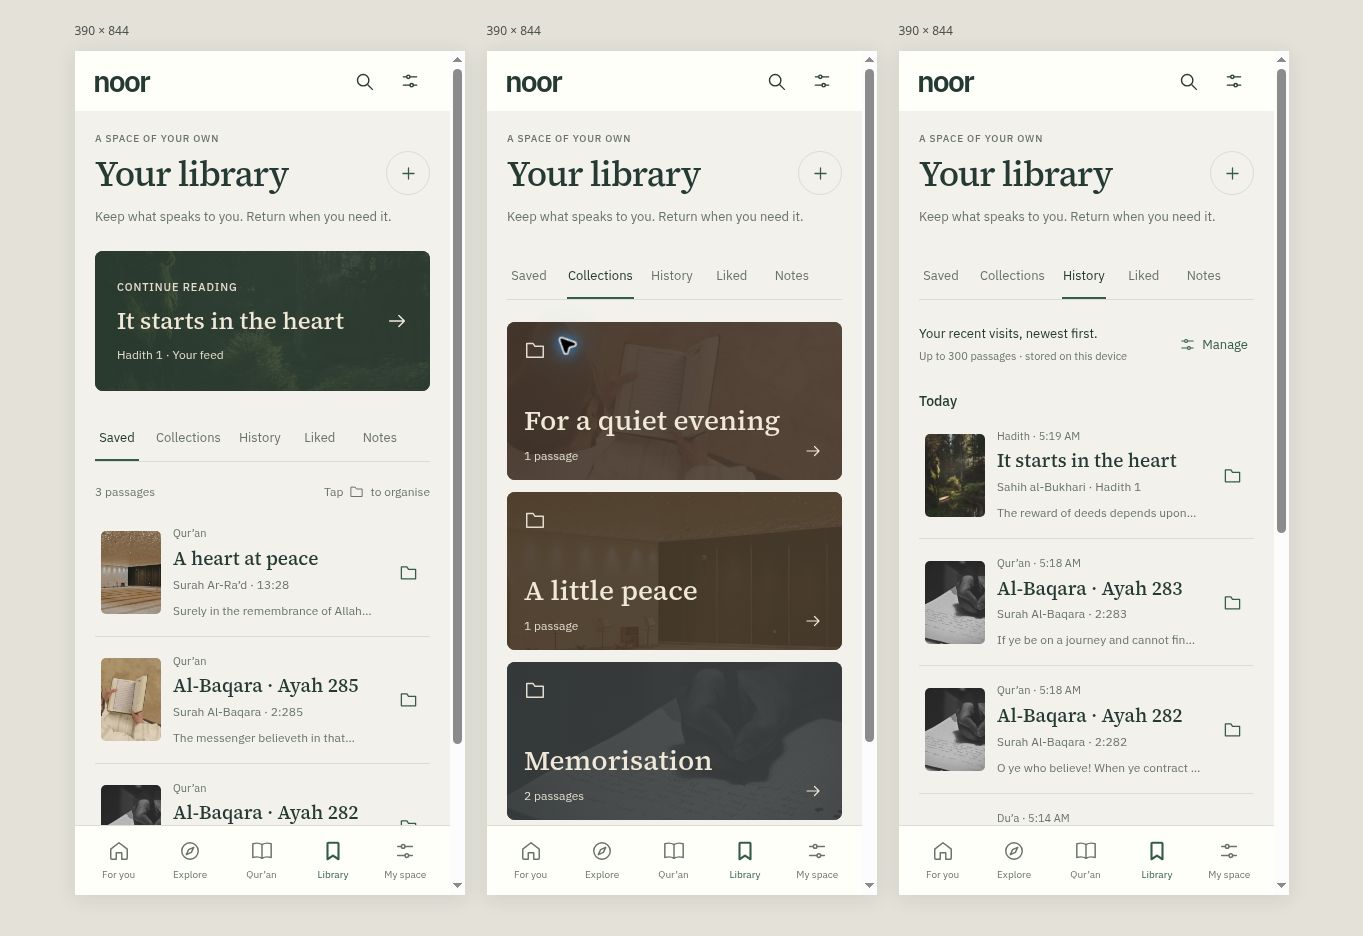 390 × 844
noor
A SPACE OF YOUR OWN
Your library
Keep what speaks to you. Return when you need it.
CONTINUE READING
It starts in the heart
Hadith 1 · Your feed
Saved Collections History Liked Notes
3 passages
Tap to organise
Qur’an
A heart at peace
Surah Ar-Ra’d · 13:28
Surely in the remembrance of Allah…
Qur’an
Al-Baqara · Ayah 285
Surah Al-Baqara · 2:285
The messenger believeth in that…
Qur’an
Al-Baqara · Ayah 282
For you Explore Qur’an Library My space
390 × 844
noor
A SPACE OF YOUR OWN
Your library
Keep what speaks to you. Return when you need it.
Saved Collections History Liked Notes
For a quiet evening
1 passage
A little peace
1 passage
Memorisation
2 passages
For you Explore Qur’an Library My space
390 × 844
noor
A SPACE OF YOUR OWN
Your library
Keep what speaks to you. Return when you need it.
Saved Collections History Liked Notes
Your recent visits, newest first.
Up to 300 passages · stored on this device
Manage
Today
Hadith · 5:19 AM
It starts in the heart
Sahih al-Bukhari · Hadith 1
The reward of deeds depends upon…
Qur’an · 5:18 AM
Al-Baqara · Ayah 283
Surah Al-Baqara · 2:283
If ye be on a journey and cannot fin…
Qur’an · 5:18 AM
Al-Baqara · Ayah 282
Surah Al-Baqara · 2:282
O ye who believe! When ye contract …
Du’a · 5:14 AM
For you Explore Qur’an Library My space